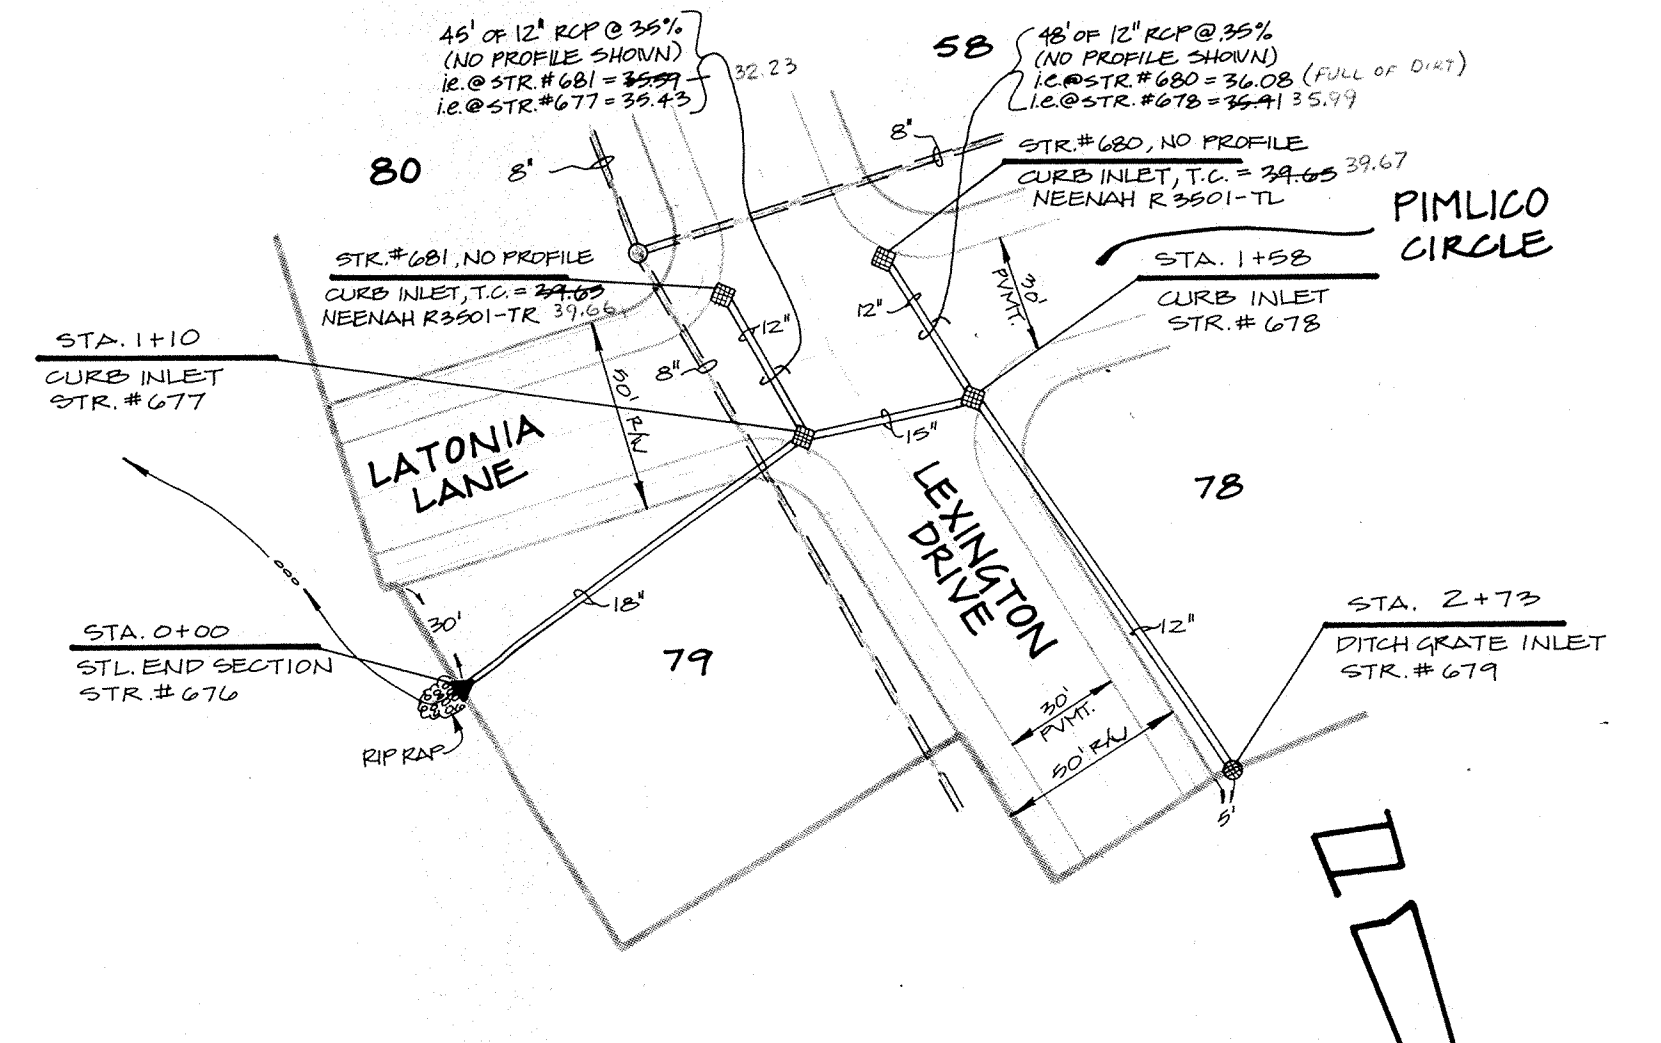 45' OF 12" RCP @ .35%
(NO PROFILE SHOWN)
i.e.@ STR.#681 = 35.59 32.23
i.e.@STR.#677 = 35.43
58
48' OF 12" RCP @ .35%
(NO PROFILE SHOWN)
i.e.@STR.#680 = 36.08 (FULL OF DIRT)
i.e.@STR.#678 = 35.91 35.99
80
8"
8"
STR.#680, NO PROFILE
CURB INLET, T.C. = 39.65 39.67
NEENAH R3501-TL
PIMLICO
CIRCLE
STR.#681, NO PROFILE
CURB INLET, T.C. = 39.65
NEENAH R3501-TR 39.66
STA. 1+58
CURB INLET
STR.# 678
30'
PVMT.
12"
12"
8"
STA. 1+10
CURB INLET
STR.#677
50' R/W
15"
LATONIA
LANE
LEXINGTON
DRIVE
78
18"
30'
STA. 0+00
STL. END SECTION
STR.#676
79
12"
STA. 2+73
DITCH GRATE INLET
STR.#679
RIP RAP
30'
PVMT.
50' R/W
5'